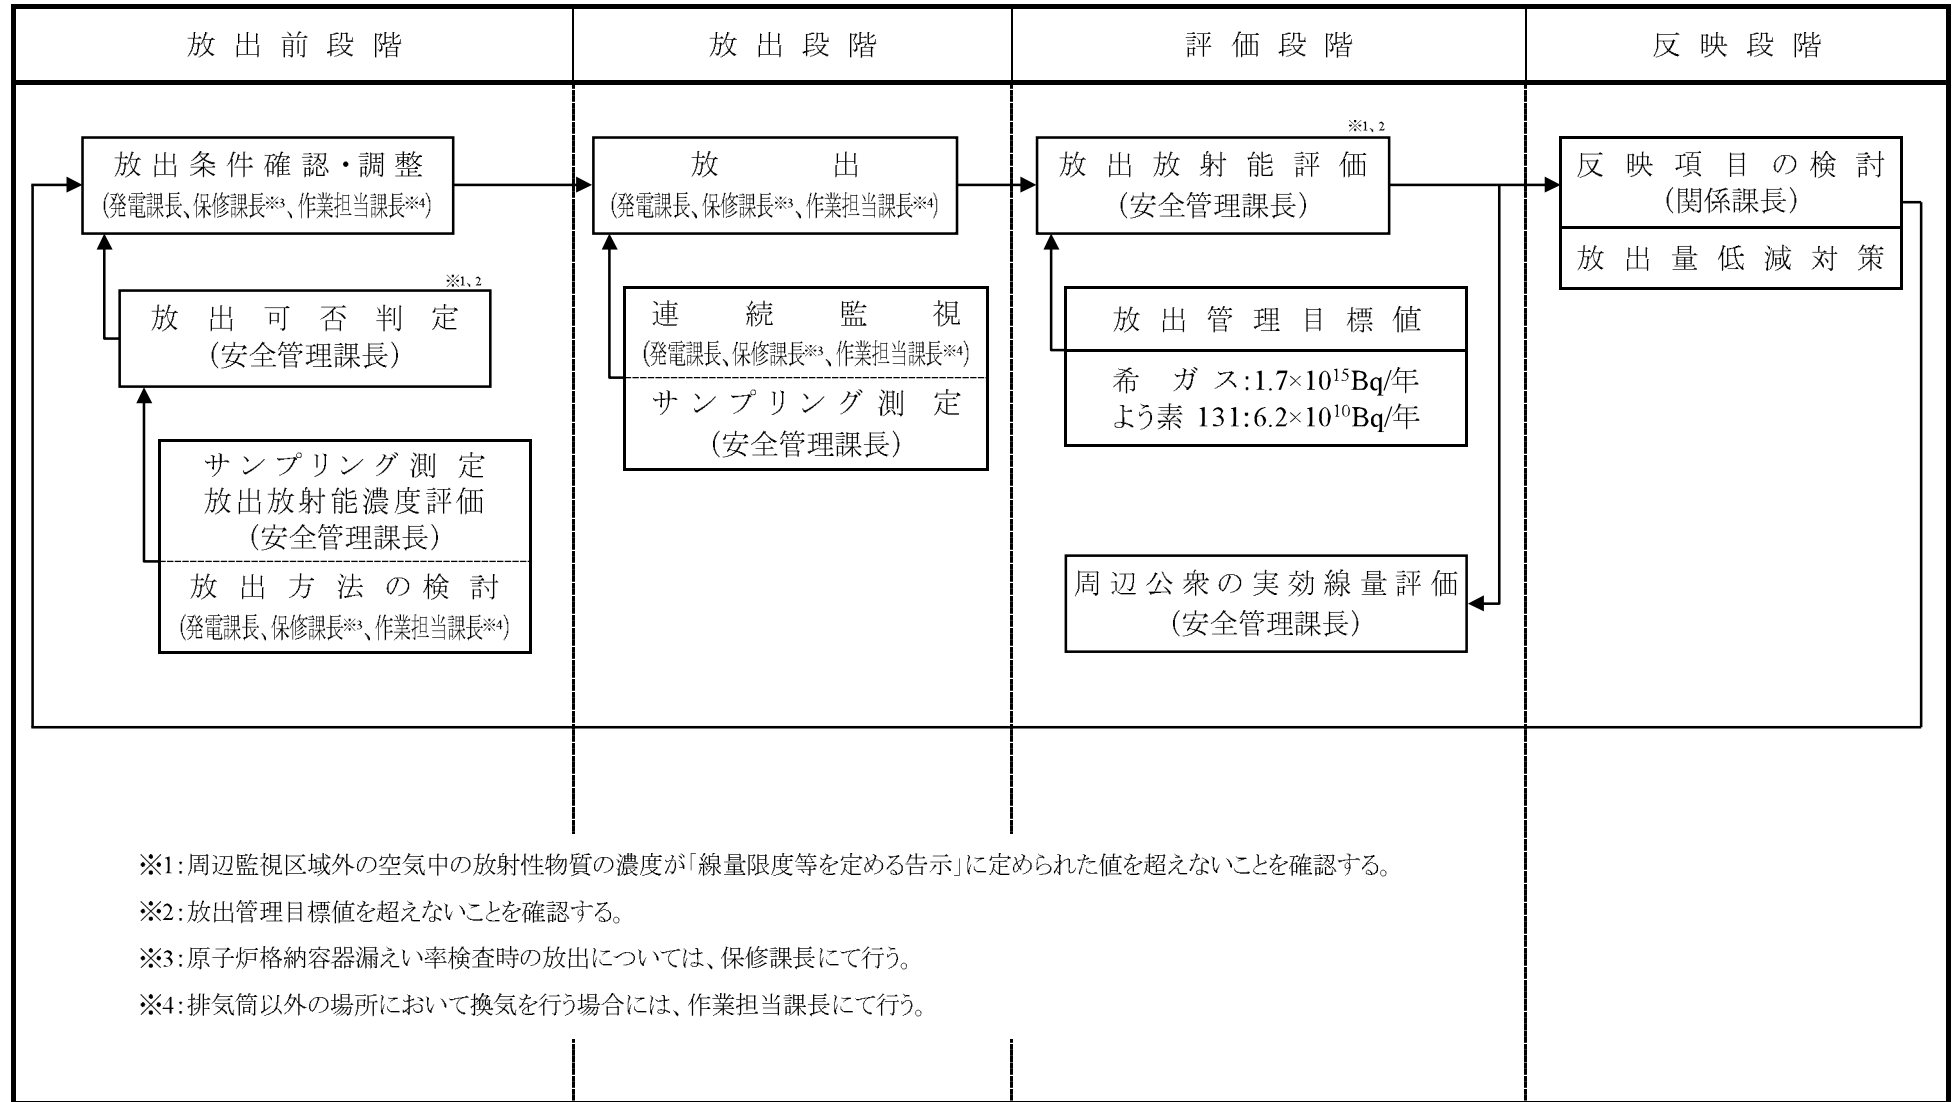 放出前段階
放出段階
評価段階
反映段階
放出条件確認・調整
(発電課長、保修課長※3、作業担当課長※4)
※1、2
放出可否判定
(安全管理課長)
サンプリング測定
放出放射能濃度評価
(安全管理課長)
放出方法の検討
(発電課長、保修課長※3、作業担当課長※4)
放出
(発電課長、保修課長※3、作業担当課長※4)
連続監視
(発電課長、保修課長※3、作業担当課長※4)
サンプリング測定
(安全管理課長)
※1、2
放出放射能評価
(安全管理課長)
放出管理目標値
希ガス:1.7×10¹⁵Bq/年
よう素 131:6.2×10¹⁰Bq/年
周辺公衆の実効線量評価
(安全管理課長)
反映項目の検討
(関係課長)
放出量低減対策
※1:周辺監視区域外の空気中の放射性物質の濃度が「線量限度等を定める告示」に定められた値を超えないことを確認する。
※2:放出管理目標値を超えないことを確認する。
※3:原子炉格納容器漏えい率検査時の放出については、保修課長にて行う。
※4:排気筒以外の場所において換気を行う場合には、作業担当課長にて行う。